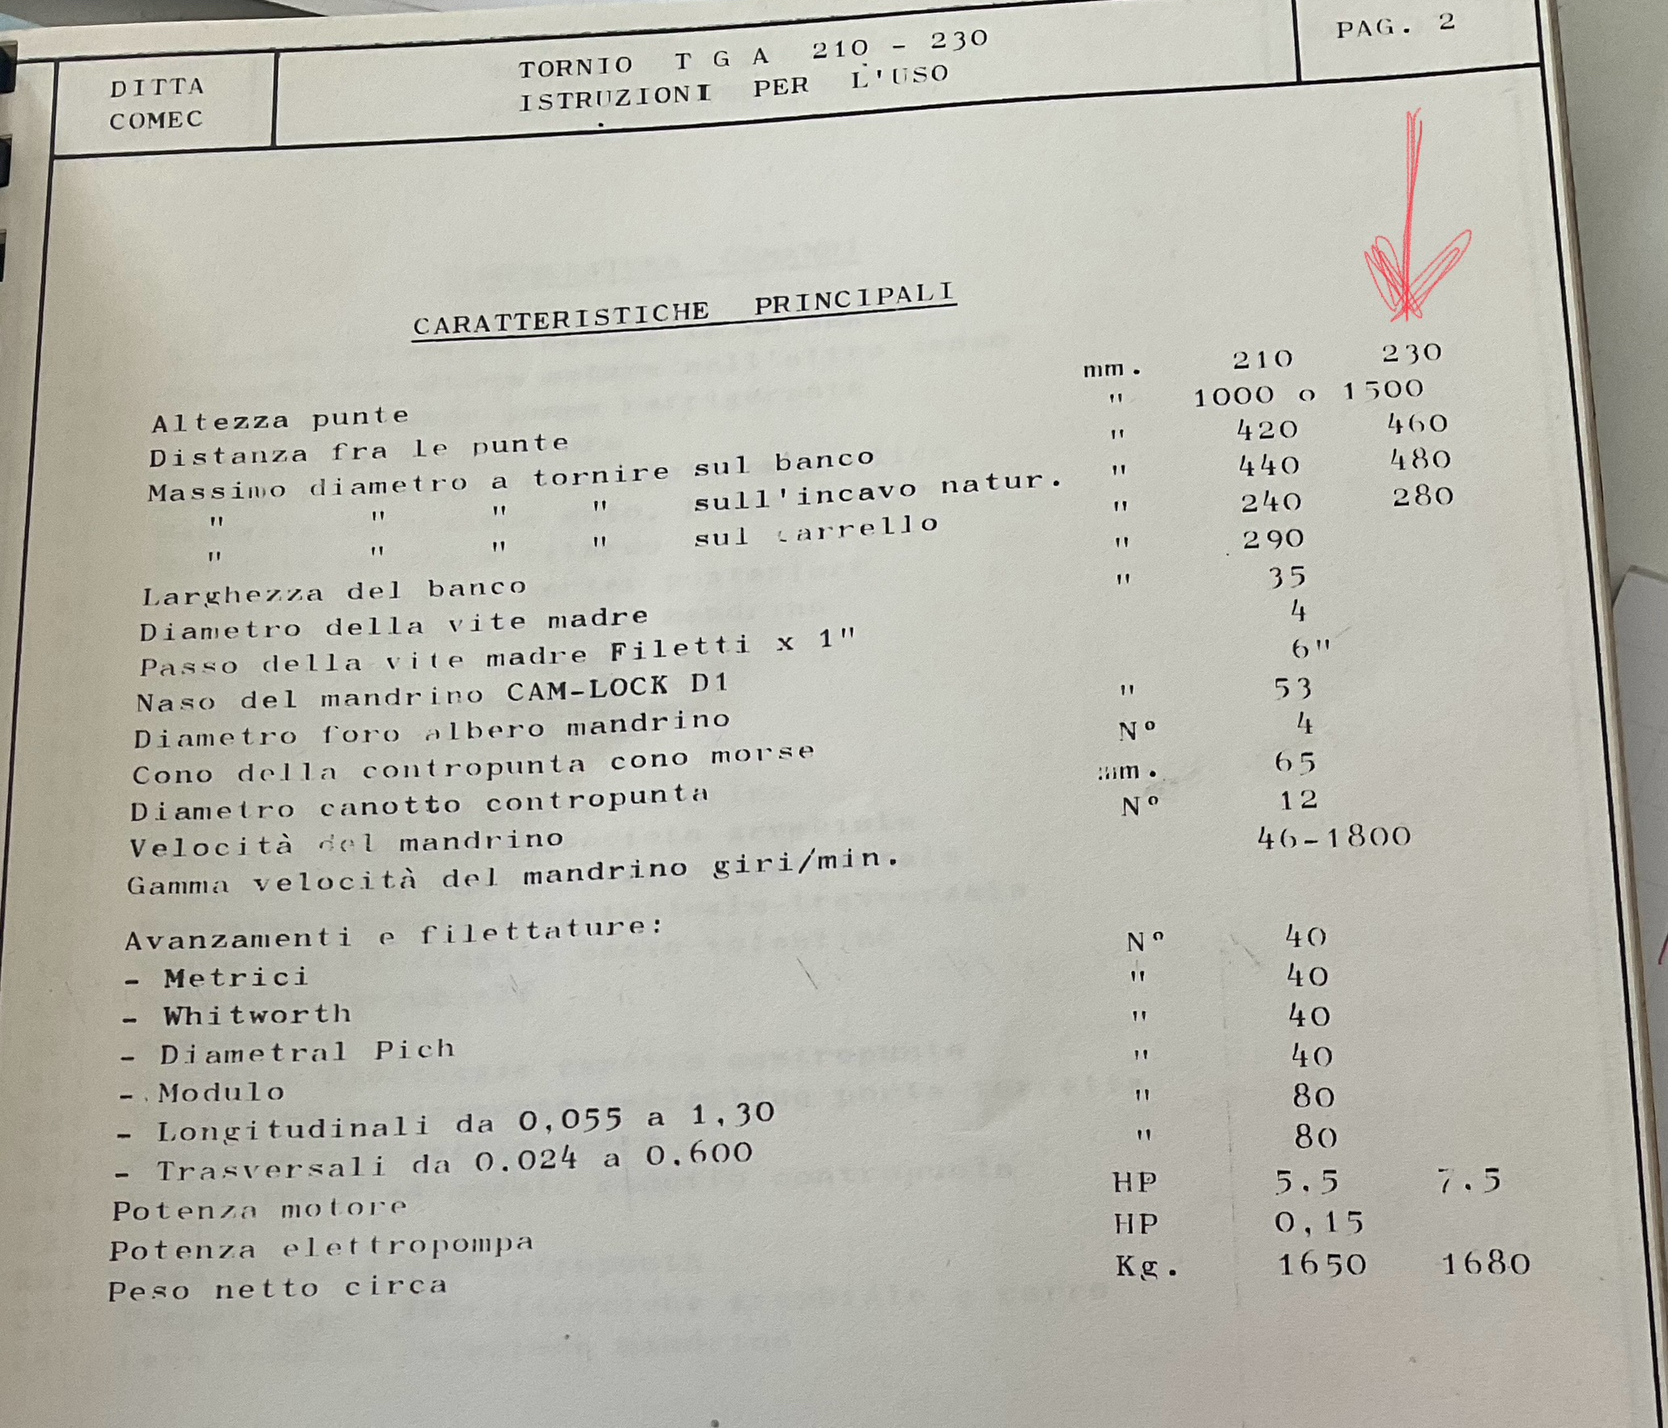 DITTA
COMEC
TORNIO T G A 210 - 230
ISTRUZIONI PER L'USO
PAG. 2
CARATTERISTICHE PRINCIPALI
Altezza punte mm. 210 230
Distanza fra le punte " 1000 o 1500
Massimo diametro a tornire sul banco " 420 460
" " " " sull'incavo natur. " 440 480
" " " " sul carrello " 240 280
Larghezza del banco " 290
Diametro della vite madre " 35
Passo della vite madre Filetti x 1" 4
Naso del mandrino CAM-LOCK D1 6"
Diametro foro albero mandrino " 53
Cono della contropunta cono morse N° 4
Diametro canotto contropunta mm. 65
Velocità del mandrino N° 12
Gamma velocità del mandrino giri/min. 46-1800
Avanzamenti e filettature:
- Metrici N° 40
- Whitworth " 40
- Diametral Pich " 40
- Modulo " 40
- Longitudinali da 0,055 a 1,30 " 80
- Trasversali da 0.024 a 0.600 " 80
Potenza motore HP 5.5 7.5
Potenza elettropompa HP 0,15
Peso netto circa Kg. 1650 1680